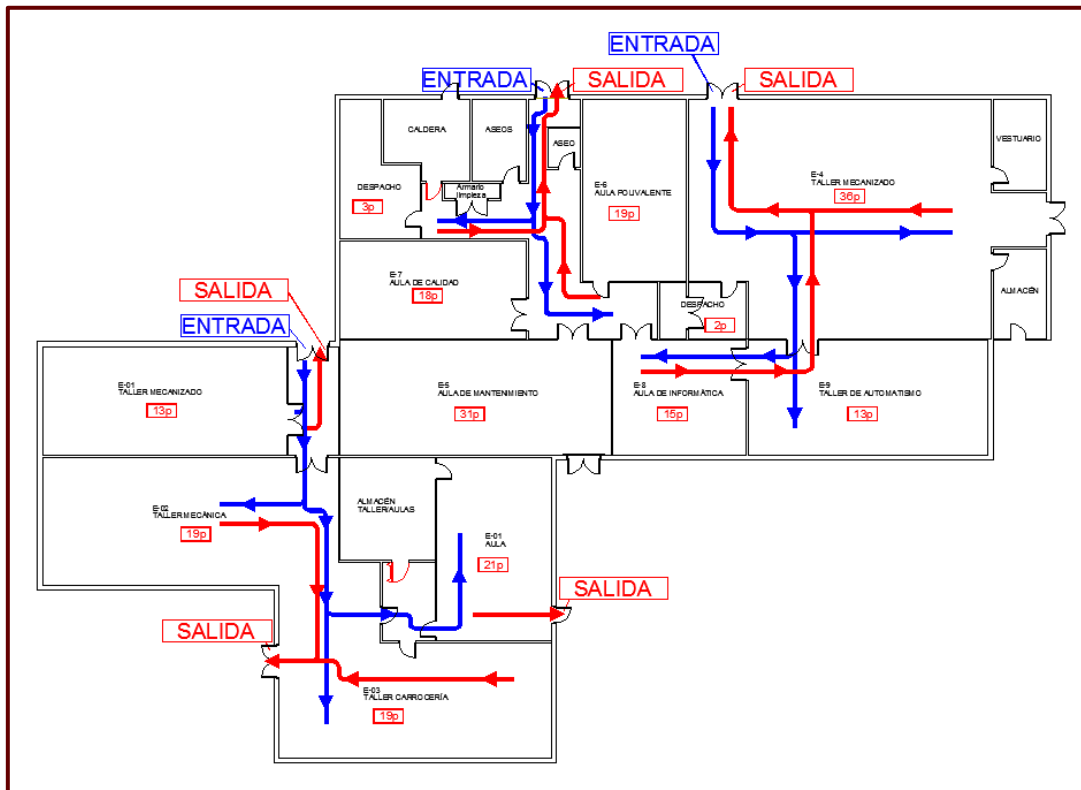 ENTRADA
ENTRADA
SALIDA
SALIDA
CALDERA
ASEOS
ASEO
VESTUARIO
DESPACHO
3p
Armario
limpieza
E-6
AULA POLIVALENTE
19p
E-4
TALLER MECANIZADO
36p
E-7
AULA DE CALIDAD
18p
DESPACHO
2p
ALMACÉN
SALIDA
ENTRADA
E-01
TALLER MECANIZADO
13p
E-5
AULA DE MANTENIMIENTO
31p
E-8
AULA DE INFORMÁTICA
15p
E-9
TALLER DE AUTOMATISMO
13p
E-02
TALLER MECÁNICA
19p
ALMACÉN
TALLER/AULAS
E-01
AULA
21p
SALIDA
SALIDA
E-03
TALLER CARROCERÍA
19p